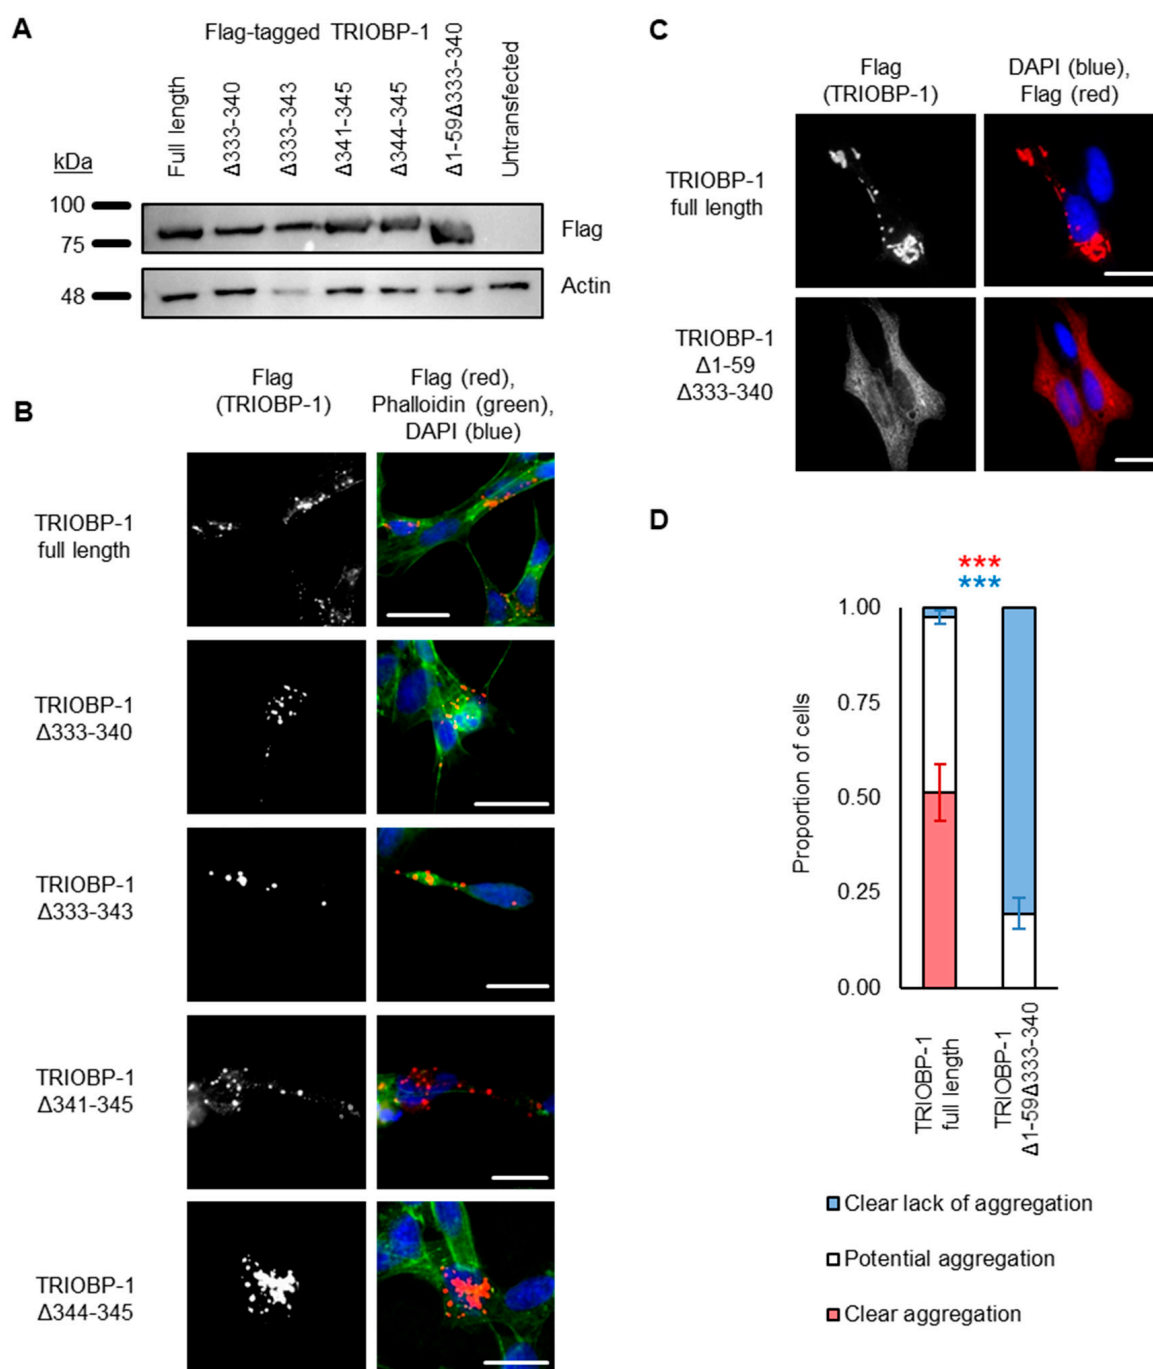 A
Flag-tagged TRIOBP-1
kDa
Full length
Δ333-340
Δ333-343
Δ341-345
Δ344-345
Δ1-59Δ333-340
Untransfected
100
75
48
Flag
Actin
B
Flag
(TRIOBP-1)
Flag (red),
Phalloidin (green),
DAPI (blue)
TRIOBP-1
full length
TRIOBP-1
Δ333-340
TRIOBP-1
Δ333-343
TRIOBP-1
Δ341-345
TRIOBP-1
Δ344-345
C
Flag
(TRIOBP-1)
DAPI (blue),
Flag (red)
TRIOBP-1
full length
TRIOBP-1
Δ1-59
Δ333-340
D
***
***
Proportion of cells
1.00
0.75
0.50
0.25
0.00
TRIOBP-1
full length
TRIOBP-1
Δ1-59Δ333-340
Clear lack of aggregation
Potential aggregation
Clear aggregation